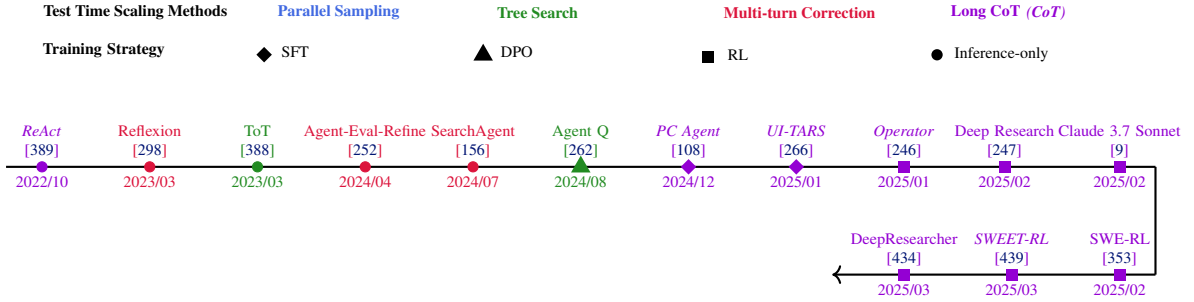 Test Time Scaling Methods Parallel Sampling Tree Search Multi-turn Correction Long CoT (CoT)
Training Strategy SFT DPO RL Inference-only
ReAct Reflexion ToT Agent-Eval-Refine SearchAgent Agent Q PC Agent UI-TARS Operator Deep Research Claude 3.7 Sonnet
[389] [298] [388] [252] [156] [262] [108] [266] [246] [247] [9]
2022/10 2023/03 2023/03 2024/04 2024/07 2024/08 2024/12 2025/01 2025/01 2025/02 2025/02
DeepResearcher SWEET-RL SWE-RL
[434] [439] [353]
2025/03 2025/03 2025/02